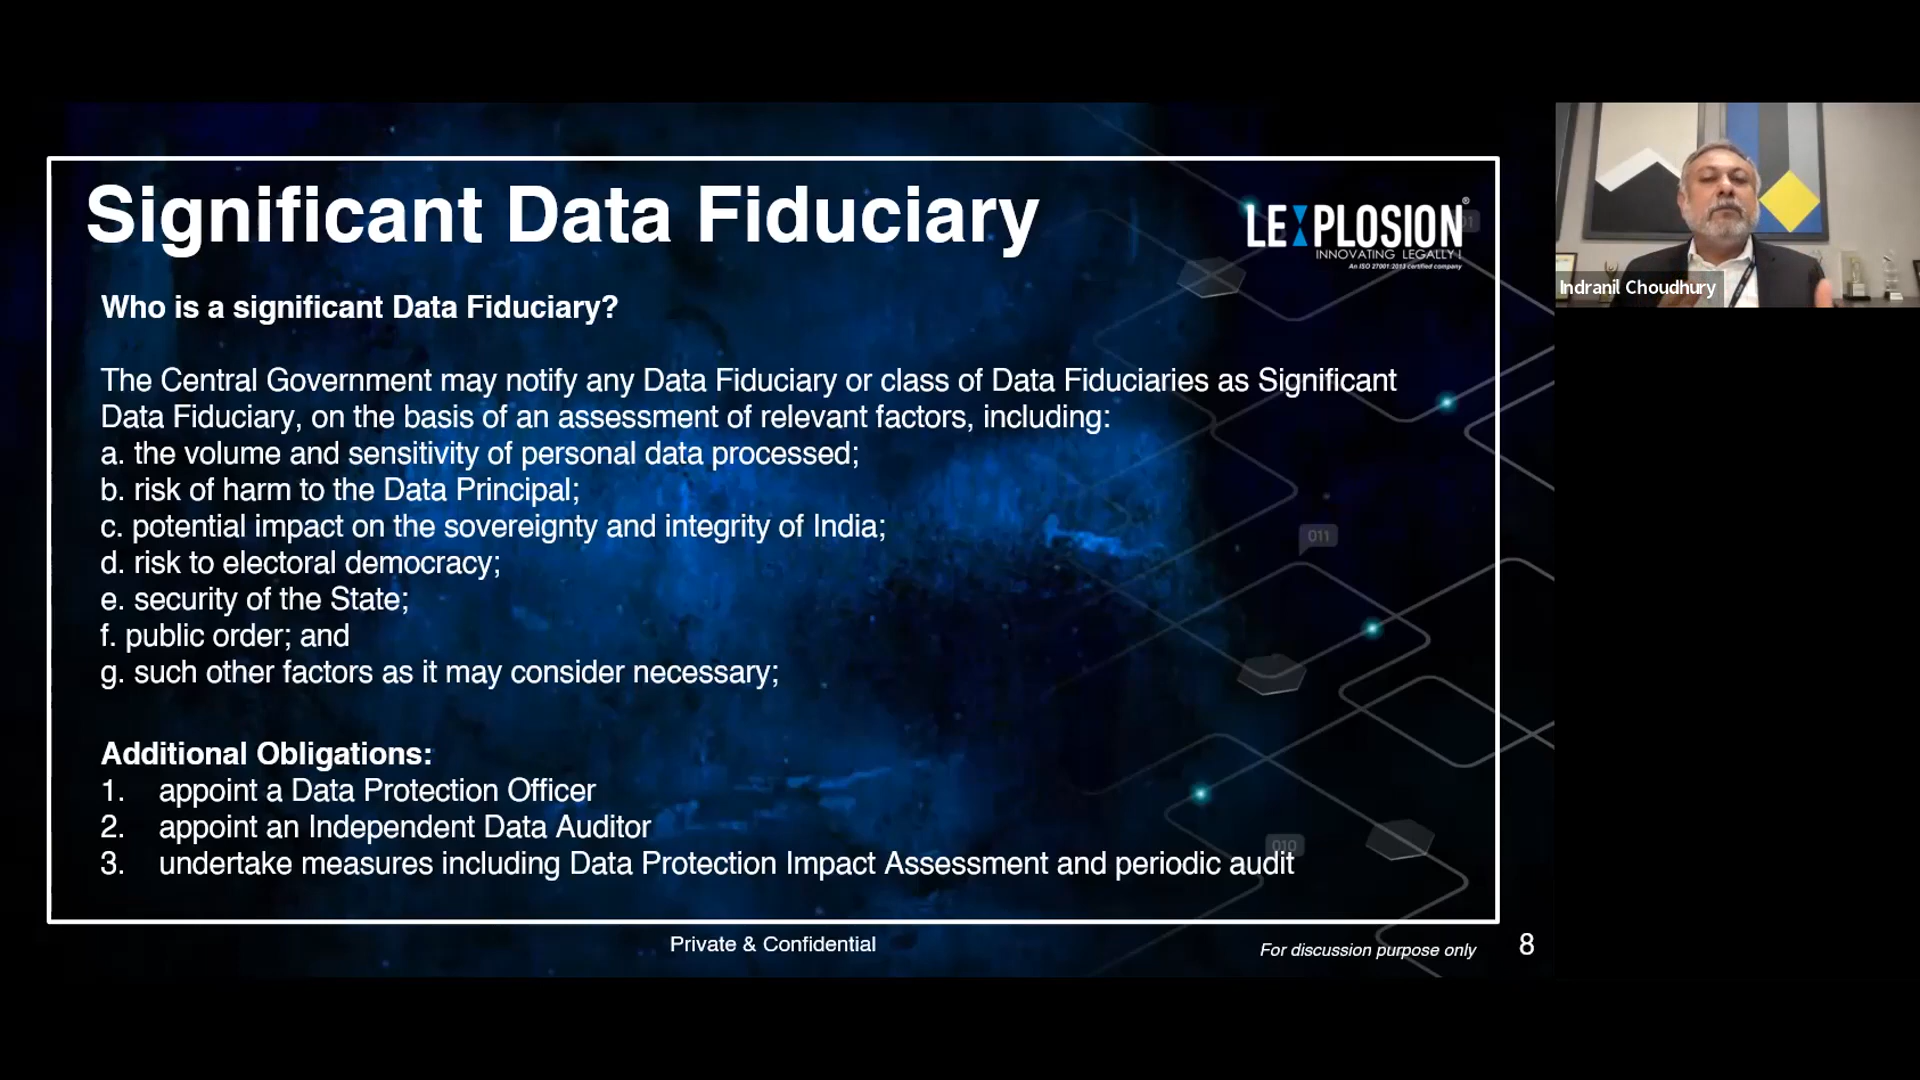 Significant Data Fiduciary
LEXPLOSION®
INNOVATING LEGALLY!
An ISO 27001:2013 certified company
Who is a significant Data Fiduciary?
The Central Government may notify any Data Fiduciary or class of Data Fiduciaries as Significant
Data Fiduciary, on the basis of an assessment of relevant factors, including:
a. the volume and sensitivity of personal data processed;
b. risk of harm to the Data Principal;
c. potential impact on the sovereignty and integrity of India;
d. risk to electoral democracy;
e. security of the State;
f. public order; and
g. such other factors as it may consider necessary;
Additional Obligations:
1. appoint a Data Protection Officer
2. appoint an Independent Data Auditor
3. undertake measures including Data Protection Impact Assessment and periodic audit
Private & Confidential
For discussion purpose only
8
011
010
Indranil Choudhury